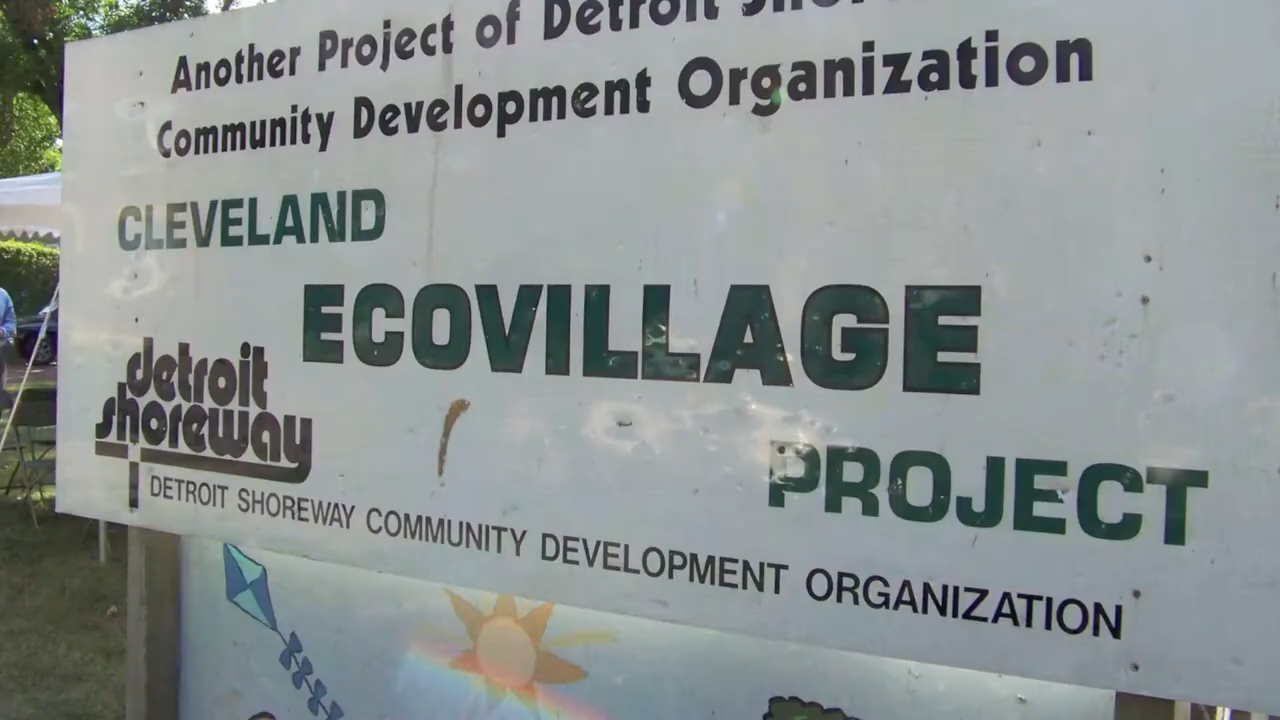 Another Project of Detroit
Community Development Organization
CLEVELAND
ECOVILLAGE
PROJECT
detroit
shoreway
DETROIT SHOREWAY COMMUNITY DEVELOPMENT ORGANIZATION